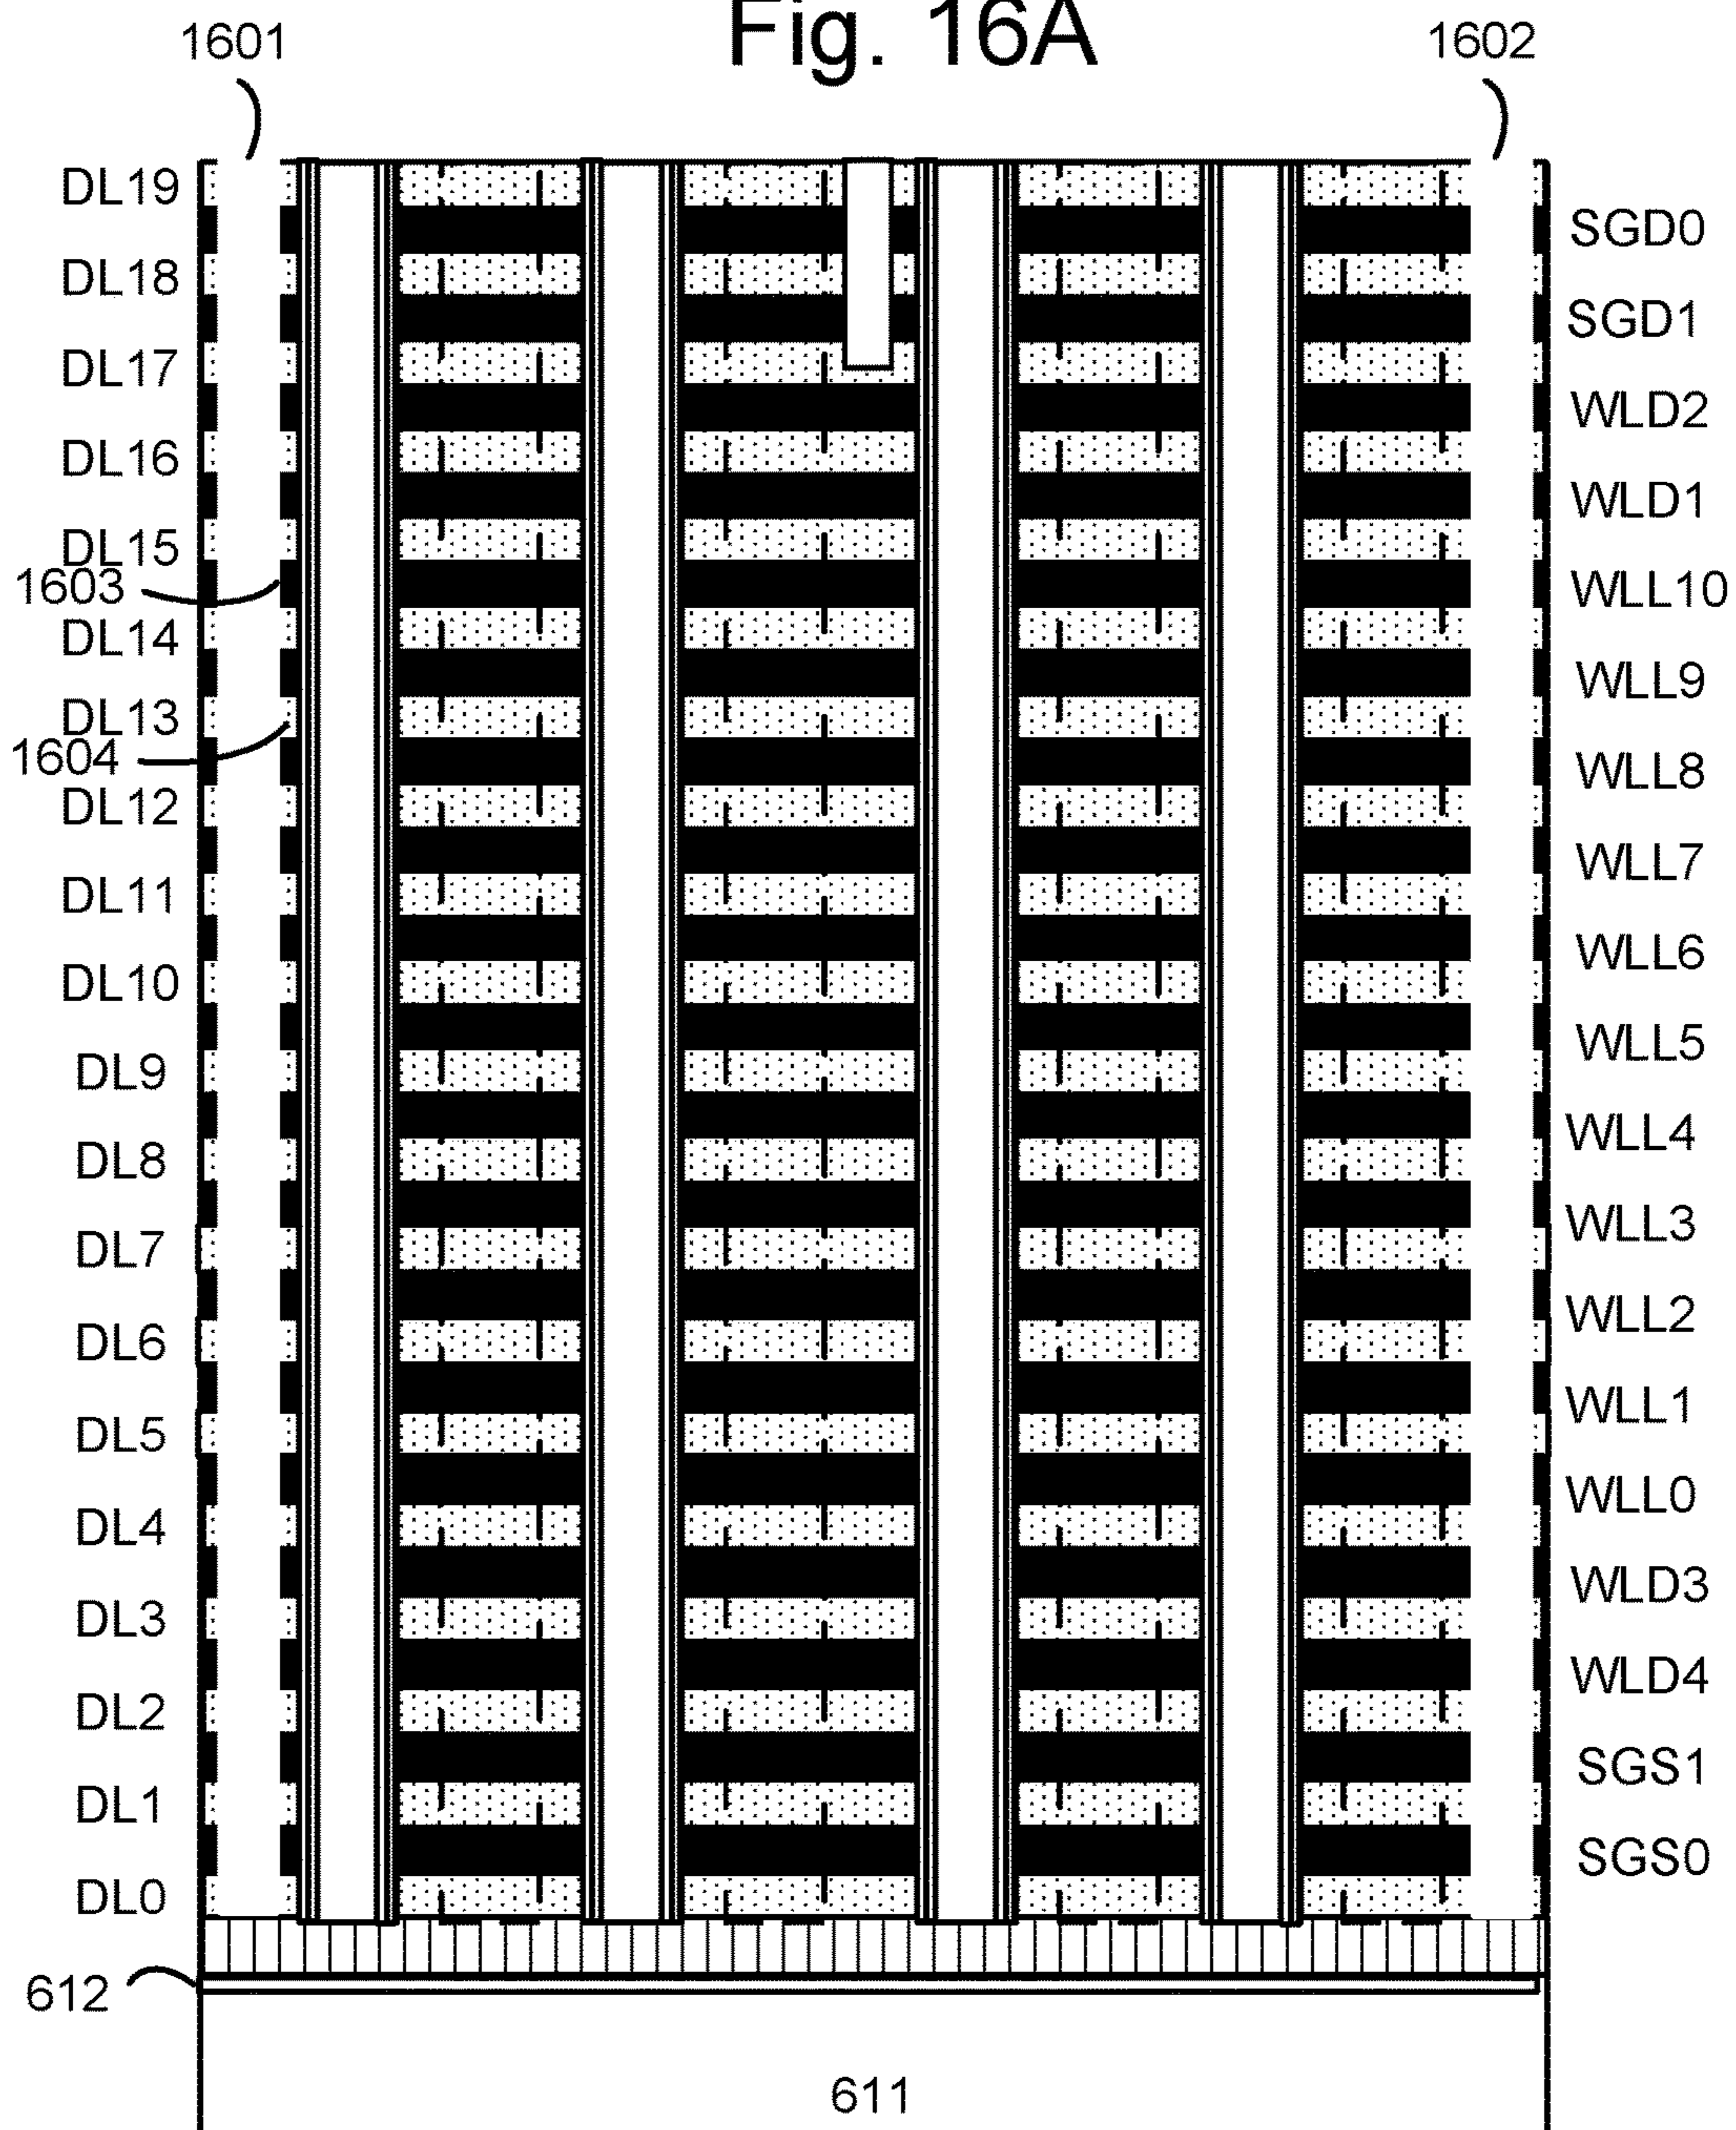 Fig. 16A
1601
1602
DL19
SGD0
DL18
SGD1
DL17
WLD2
DL16
WLD1
DL15
1603
WLL10
DL14
WLL9
DL13
1604
WLL8
DL12
WLL7
DL11
WLL6
DL10
WLL5
DL9
WLL4
DL8
WLL3
DL7
WLL2
DL6
WLL1
DL5
WLL0
DL4
WLD3
DL3
WLD4
DL2
SGS1
DL1
SGS0
DL0
612
611